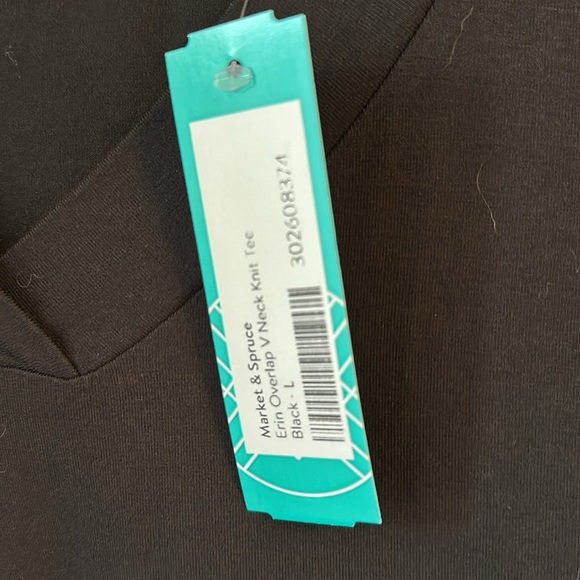 Market & Spruce
Erin Overlap V Neck Knit Tee
Black - L
302608374